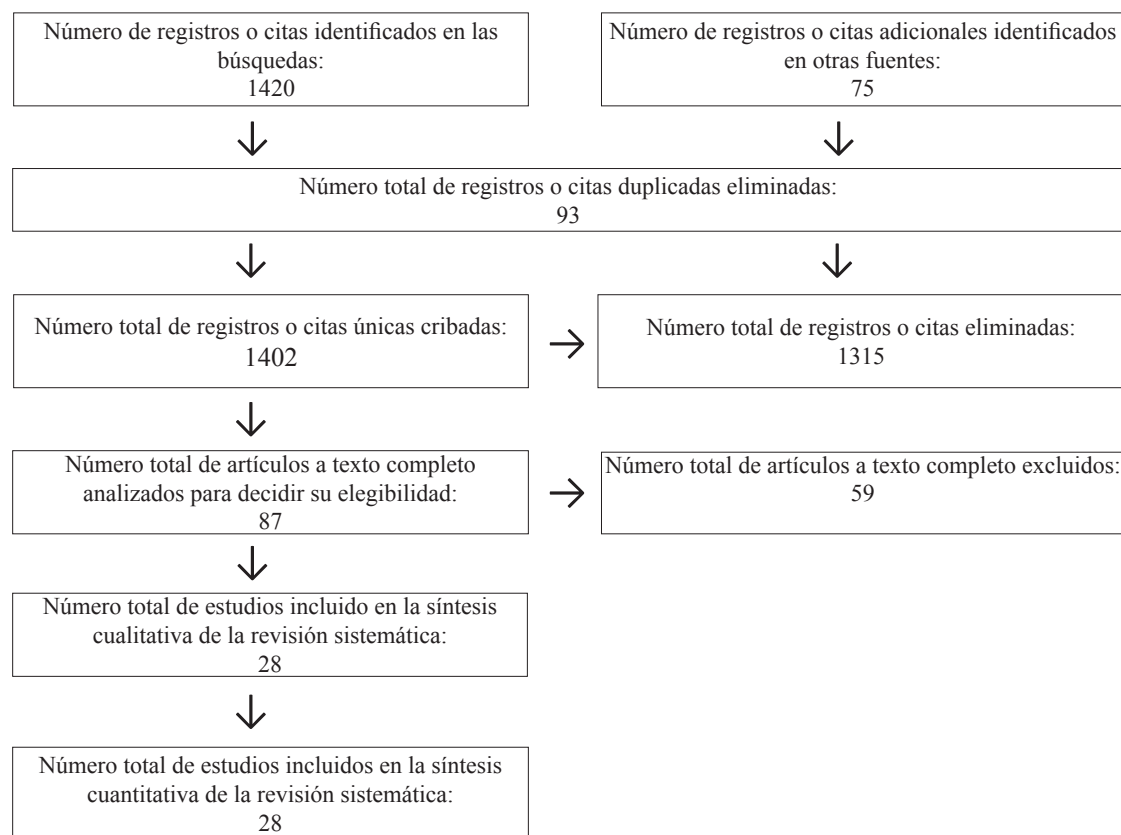 Número de registros o citas identificados en las
búsquedas:
1420
Número de registros o citas adicionales identificados
en otras fuentes:
75
Número total de registros o citas duplicadas eliminadas:
93
Número total de registros o citas únicas cribadas:
1402
Número total de registros o citas eliminadas:
1315
Número total de artículos a texto completo
analizados para decidir su elegibilidad:
87
Número total de artículos a texto completo excluidos:
59
Número total de estudios incluido en la síntesis
cualitativa de la revisión sistemática:
28
Número total de estudios incluidos en la síntesis
cuantitativa de la revisión sistemática:
28